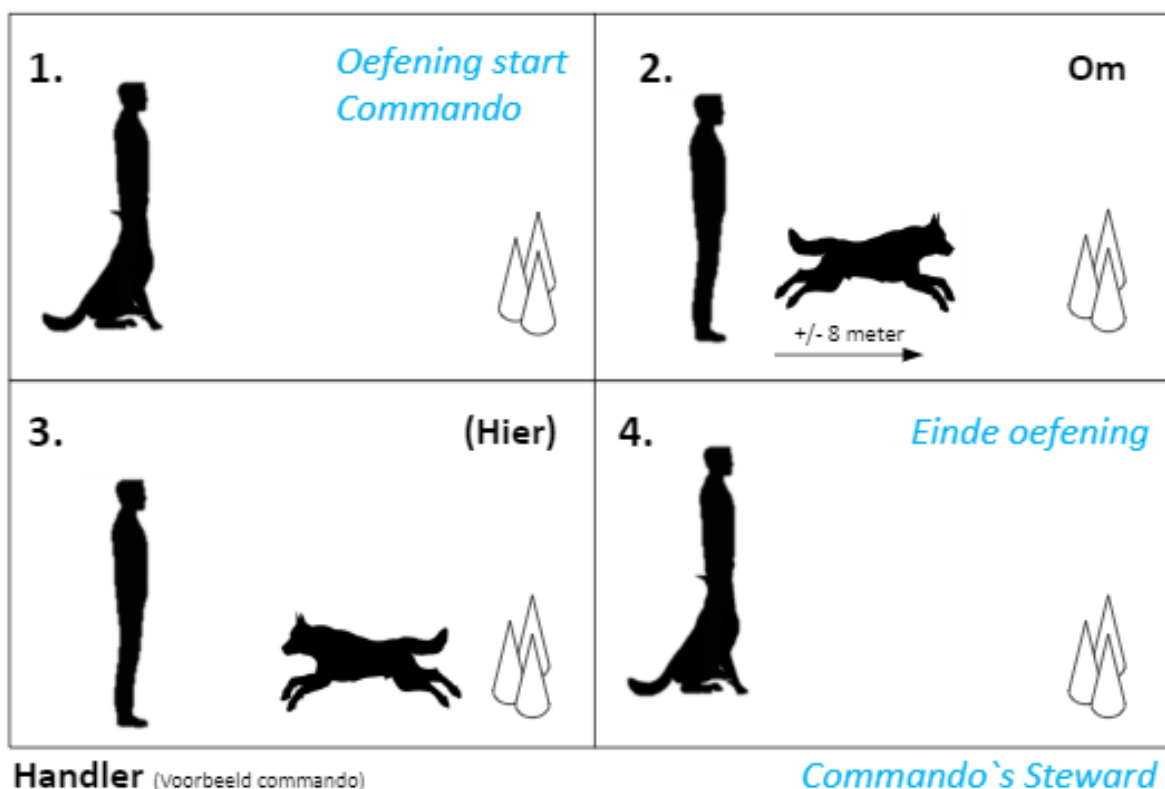 1.
Oefening start
Commando
2.
Om
+/- 8 meter
3.
(Hier)
4.
Einde oefening
Handler (Voorbeeld commando)
Commando`s Steward